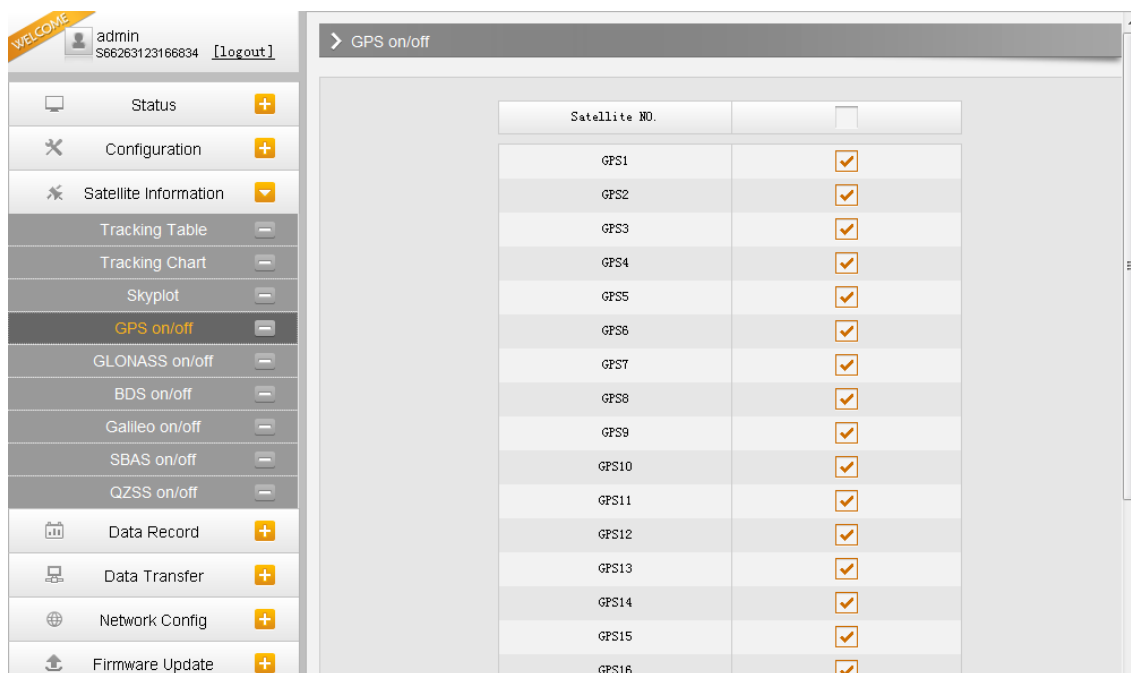 WELCOME
admin
S66263123166834 [logout]
Status
Configuration
Satellite Information
Tracking Table
Tracking Chart
Skyplot
GPS on/off
GLONASS on/off
BDS on/off
Galileo on/off
SBAS on/off
QZSS on/off
Data Record
Data Transfer
Network Config
Firmware Update
GPS on/off
Satellite NO.
GPS1
GPS2
GPS3
GPS4
GPS5
GPS6
GPS7
GPS8
GPS9
GPS10
GPS11
GPS12
GPS13
GPS14
GPS15
GPS16